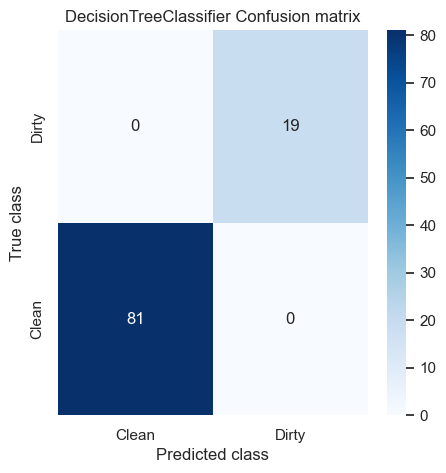 DecisionTreeClassifier Confusion matrix
True class
Dirty
Clean
0
19
81
0
Clean
Dirty
Predicted class
80
70
60
50
40
30
20
10
0